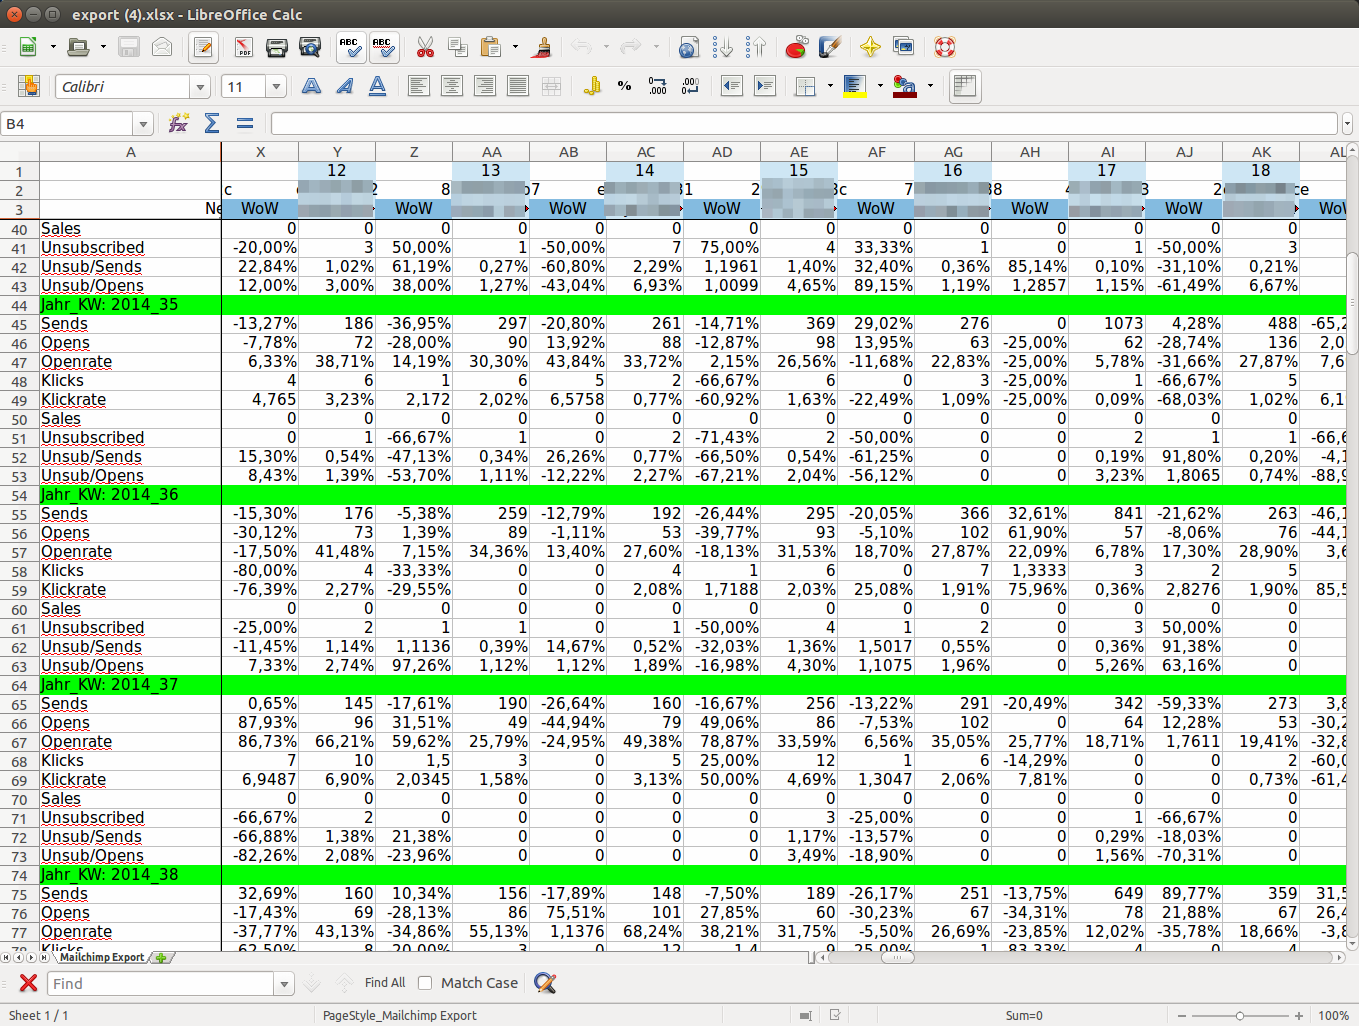 export (4).xlsx - LibreOffice Calc
Calibri 11
B4
A X Y Z AA AB AC AD AE AF AG AH AI AJ AK AL
1 12 13 14 15 16 17 18
2 c 2 8 b7 e 31 2 3c 7 38 4 3 2 ce
3 Ne WoW WoW WoW WoW WoW WoW WoW WoW
40 Sales 0 0 0 0 0 0 0 0 0 0 0 0 0 0
41 Unsubscribed -20,00% 3 50,00% 1 -50,00% 7 75,00% 4 33,33% 1 0 1 -50,00% 3
42 Unsub/Sends 22,84% 1,02% 61,19% 0,27% -60,80% 2,29% 1,1961 1,40% 32,40% 0,36% 85,14% 0,10% -31,10% 0,21%
43 Unsub/Opens 12,00% 3,00% 38,00% 1,27% -43,04% 6,93% 1,0099 4,65% 89,15% 1,19% 1,2857 1,15% -61,49% 6,67%
44 Jahr_KW: 2014_35
45 Sends -13,27% 186 -36,95% 297 -20,80% 261 -14,71% 369 29,02% 276 0 1073 4,28% 488 -65,2
46 Opens -7,78% 72 -28,00% 90 13,92% 88 -12,87% 98 13,95% 63 -25,00% 62 -28,74% 136 2,0
47 Openrate 6,33% 38,71% 14,19% 30,30% 43,84% 33,72% 2,15% 26,56% -11,68% 22,83% -25,00% 5,78% -31,66% 27,87% 7,6
48 Klicks 4 6 1 6 5 2 -66,67% 6 0 3 -25,00% 1 -66,67% 5
49 Klickrate 4,765 3,23% 2,172 2,02% 6,5758 0,77% -60,92% 1,63% -22,49% 1,09% -25,00% 0,09% -68,03% 1,02% 6,1
50 Sales 0 0 0 0 0 0 0 0 0 0 0 0 0 0
51 Unsubscribed 0 1 -66,67% 1 0 2 -71,43% 2 -50,00% 0 0 2 1 1 -66,6
52 Unsub/Sends 15,30% 0,54% -47,13% 0,34% 26,26% 0,77% -66,50% 0,54% -61,25% 0 0 0,19% 91,80% 0,20% -4,1
53 Unsub/Opens 8,43% 1,39% -53,70% 1,11% -12,22% 2,27% -67,21% 2,04% -56,12% 0 0 3,23% 1,8065 0,74% -88,9
54 Jahr_KW: 2014_36
55 Sends -15,30% 176 -5,38% 259 -12,79% 192 -26,44% 295 -20,05% 366 32,61% 841 -21,62% 263 -46,1
56 Opens -30,12% 73 1,39% 89 -1,11% 53 -39,77% 93 -5,10% 102 61,90% 57 -8,06% 76 -44,1
57 Openrate -17,50% 41,48% 7,15% 34,36% 13,40% 27,60% -18,13% 31,53% 18,70% 27,87% 22,09% 6,78% 17,30% 28,90% 3,6
58 Klicks -80,00% 4 -33,33% 0 0 4 1 6 0 7 1,3333 3 2 5
59 Klickrate -76,39% 2,27% -29,55% 0 0 2,08% 1,7188 2,03% 25,08% 1,91% 75,96% 0,36% 2,8276 1,90% 85,5
60 Sales 0 0 0 0 0 0 0 0 0 0 0 0 0 0
61 Unsubscribed -25,00% 2 1 1 0 1 -50,00% 4 1 2 0 3 50,00% 0
62 Unsub/Sends -11,45% 1,14% 1,1136 0,39% 14,67% 0,52% -32,03% 1,36% 1,5017 0,55% 0 0,36% 91,38% 0
63 Unsub/Opens 7,33% 2,74% 97,26% 1,12% 1,12% 1,89% -16,98% 4,30% 1,1075 1,96% 0 5,26% 63,16% 0
64 Jahr_KW: 2014_37
65 Sends 0,65% 145 -17,61% 190 -26,64% 160 -16,67% 256 -13,22% 291 -20,49% 342 -59,33% 273 3,8
66 Opens 87,93% 96 31,51% 49 -44,94% 79 49,06% 86 -7,53% 102 0 64 12,28% 53 -30,2
67 Openrate 86,73% 66,21% 59,62% 25,79% -24,95% 49,38% 78,87% 33,59% 6,56% 35,05% 25,77% 18,71% 1,7611 19,41% -32,8
68 Klicks 7 10 1,5 3 0 5 25,00% 12 1 6 -14,29% 0 0 2 -60,0
69 Klickrate 6,9487 6,90% 2,0345 1,58% 0 3,13% 50,00% 4,69% 1,3047 2,06% 7,81% 0 0 0,73% -61,4
70 Sales 0 0 0 0 0 0 0 0 0 0 0 0 0 0
71 Unsubscribed -66,67% 2 0 0 0 0 0 3 -25,00% 0 0 1 -66,67% 0
72 Unsub/Sends -66,88% 1,38% 21,38% 0 0 0 0 1,17% -13,57% 0 0 0,29% -18,03% 0
73 Unsub/Opens -82,26% 2,08% -23,96% 0 0 0 0 3,49% -18,90% 0 0 1,56% -70,31% 0
74 Jahr_KW: 2014_38
75 Sends 32,69% 160 10,34% 156 -17,89% 148 -7,50% 189 -26,17% 251 -13,75% 649 89,77% 359 31,5
76 Opens -17,43% 69 -28,13% 86 75,51% 101 27,85% 60 -30,23% 67 -34,31% 78 21,88% 67 26,4
77 Openrate -37,77% 43,13% -34,86% 55,13% 1,1376 68,24% 38,21% 31,75% -5,50% 26,69% -23,85% 12,02% -35,78% 18,66% -3,8
78 Klicks -62,50% 8 20,00% 3 0 12 1,4 9 25,00% 1 83,33% 4 0 4
Mailchimp Export
Find Find All Match Case
Sheet 1 / 1 PageStyle_Mailchimp Export Sum=0 100%